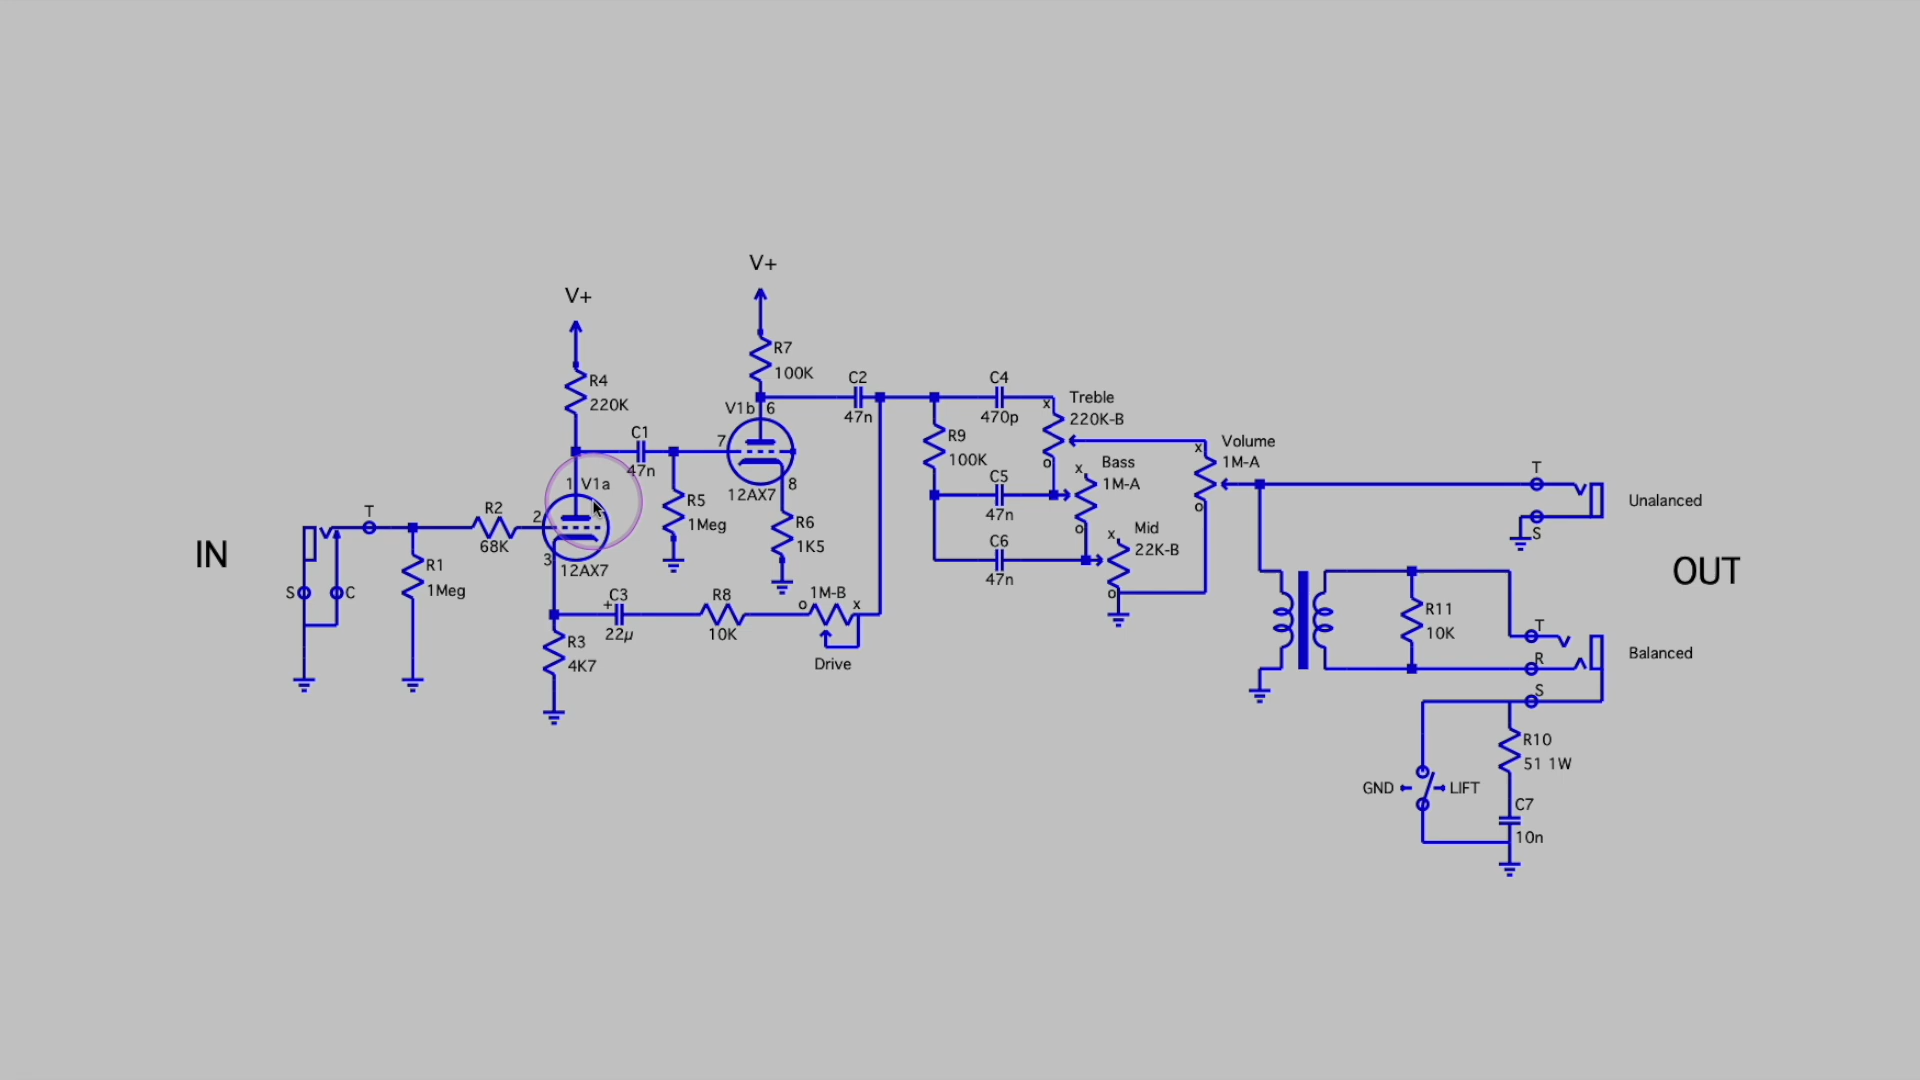 V+
V+
R7
100K
R4
220K
C1
47n
V1b
6
7
8
12AX7
C2
47n
C4
470p
x
Treble
220K-B
o
R9
100K
x
Bass
1M-A
o
C5
47n
x
Volume
1M-A
o
x
Mid
22K-B
o
C6
47n
1
V1a
2
3
12AX7
R5
1Meg
R6
1K5
IN
T
S
C
R1
1Meg
R2
68K
R3
4K7
+
C3
22µ
R8
10K
o
1M-B
x
Drive
T
S
Unalanced
OUT
R11
10K
T
R
S
Balanced
R10
51 1W
GND
LIFT
C7
10n